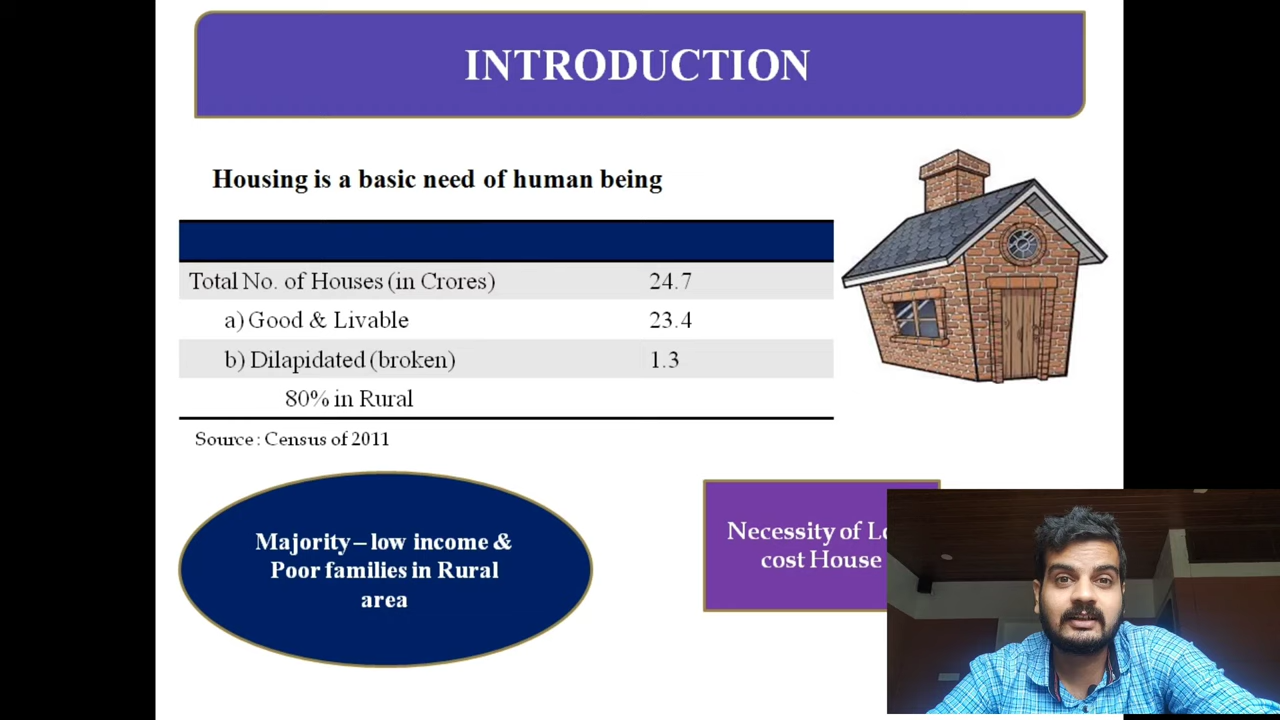 INTRODUCTION
Housing is a basic need of human being
Total No. of Houses (in Crores) 24.7
a) Good & Livable 23.4
b) Dilapidated (broken) 1.3
80% in Rural
Source : Census of 2011
Majority – low income &
Poor families in Rural
area
Necessity of
cost House